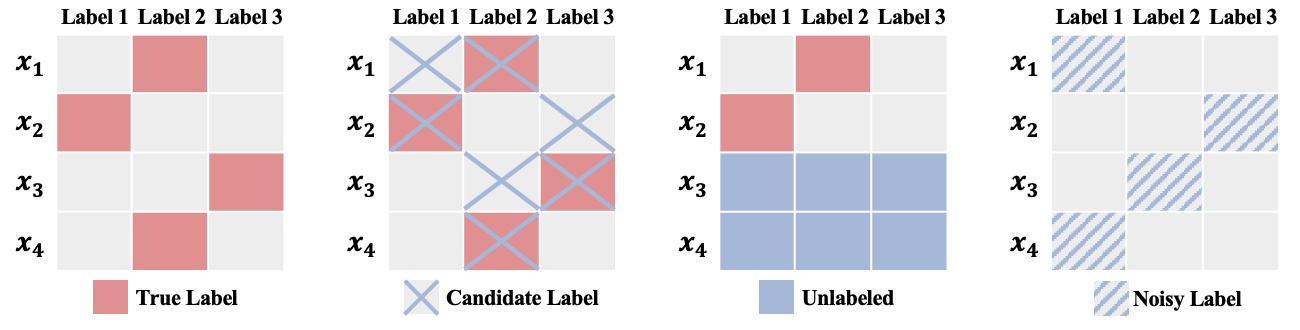 Label 1 Label 2 Label 3
x₁
x₂
x₃
x₄
True Label
Label 1 Label 2 Label 3
x₁
x₂
x₃
x₄
Candidate Label
Label 1 Label 2 Label 3
x₁
x₂
x₃
x₄
Unlabeled
Label 1 Label 2 Label 3
x₁
x₂
x₃
x₄
Noisy Label